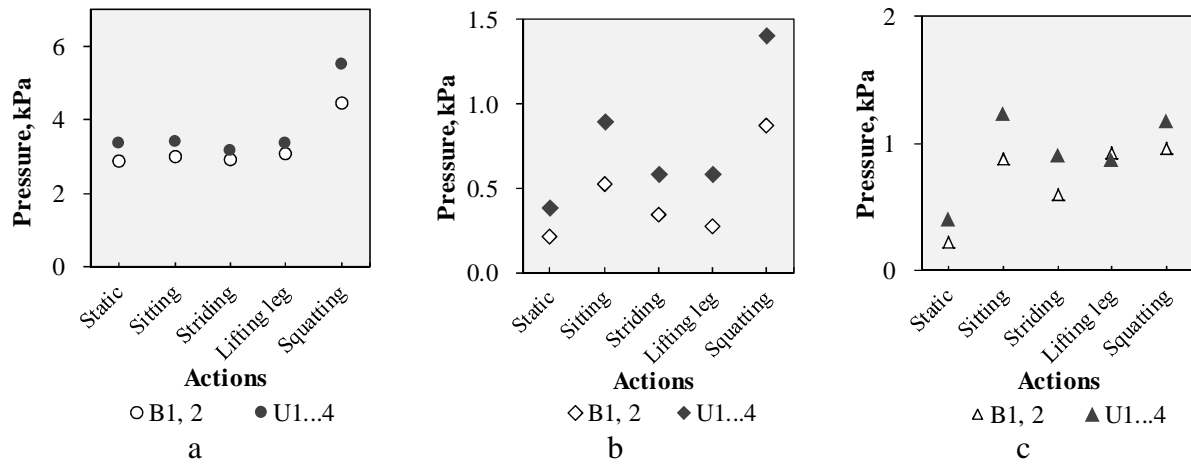 Pressure, kPa
6
4
2
0
Static
Sitting
Striding
Lifting leg
Squatting
Actions
B1, 2 U1...4
a
Pressure, kPa
1.5
1.0
0.5
0.0
Static
Sitting
Striding
Lifting leg
Squatting
Actions
B1, 2 U1...4
b
Pressure, kPa
2
1
0
Static
Sitting
Striding
Lifting leg
Squatting
Actions
B1, 2 U1...4
c